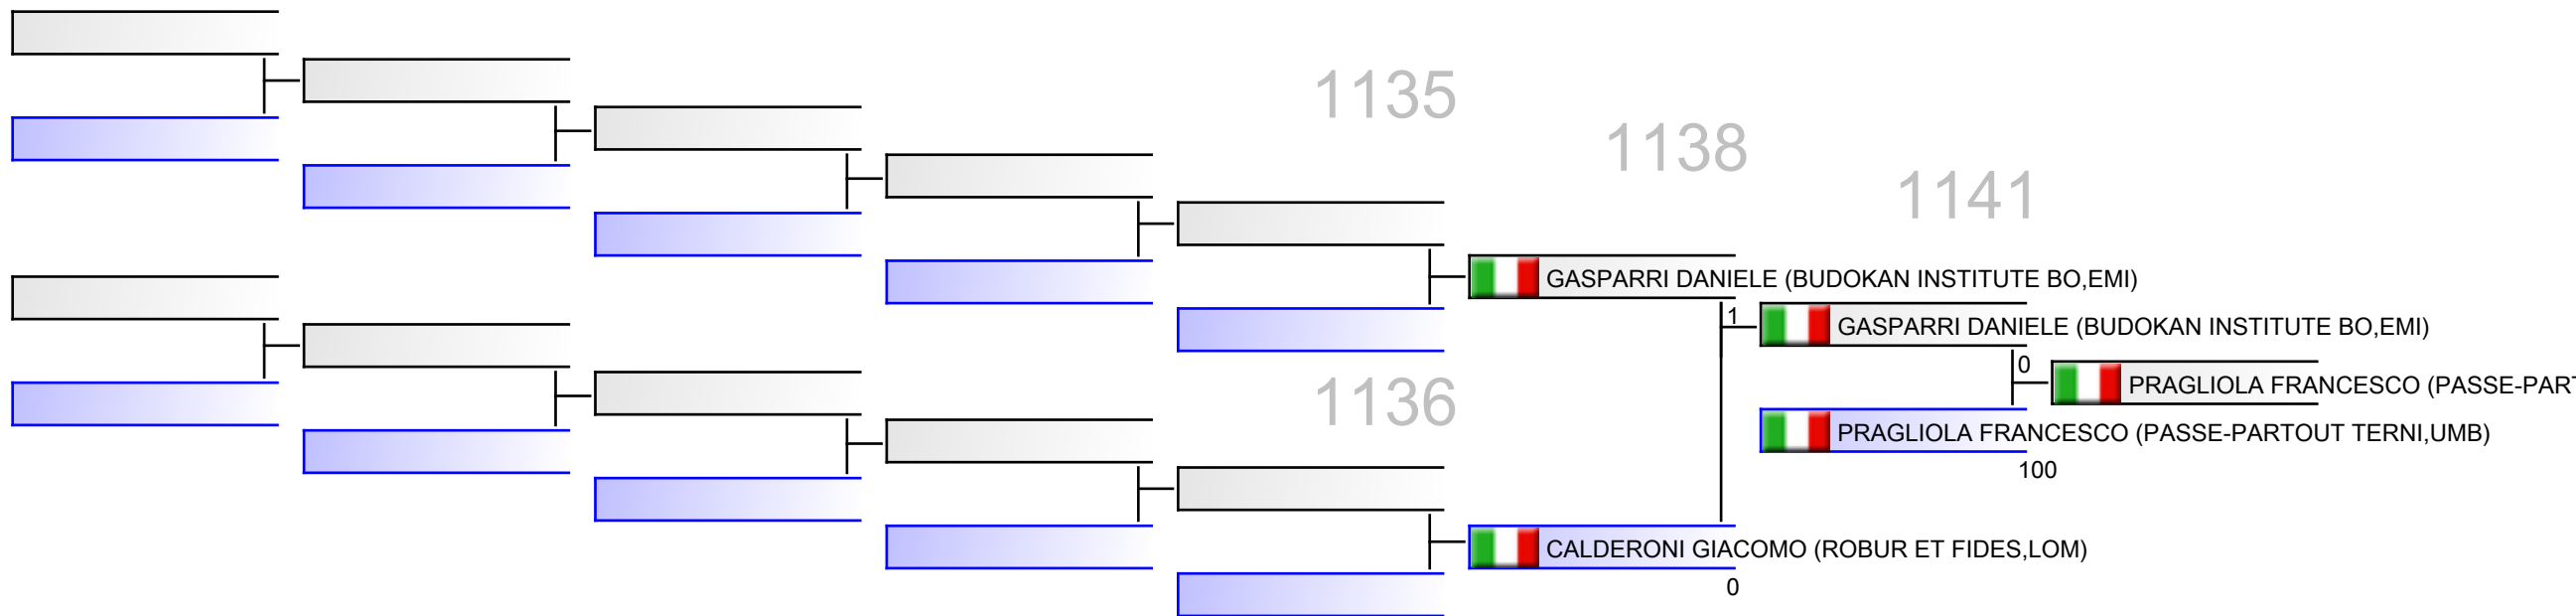 1135
1138
1141
GASPARRI DANIELE (BUDOKAN INSTITUTE BO,EMI)
1
GASPARRI DANIELE (BUDOKAN INSTITUTE BO,EMI)
0
PRAGLIOLA FRANCESCO (PASSE-PART
1136
PRAGLIOLA FRANCESCO (PASSE-PARTOUT TERNI,UMB)
100
CALDERONI GIACOMO (ROBUR ET FIDES,LOM)
0